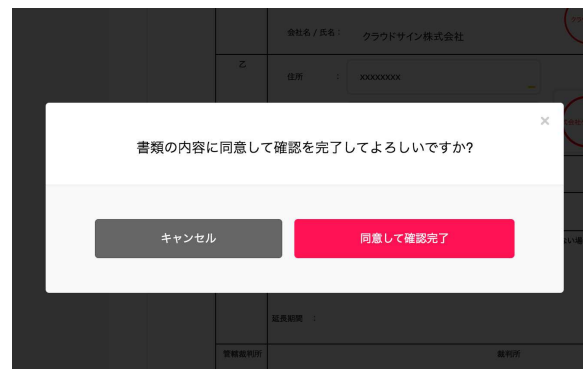 会社名 / 氏名 : クラウドサイン株式会社
乙
住所 : xxxxxxxx
×
書類の内容に同意して確認を完了してよろしいですか?
キャンセル 同意して確認完了
延長期間 :
管轄裁判所 裁判所